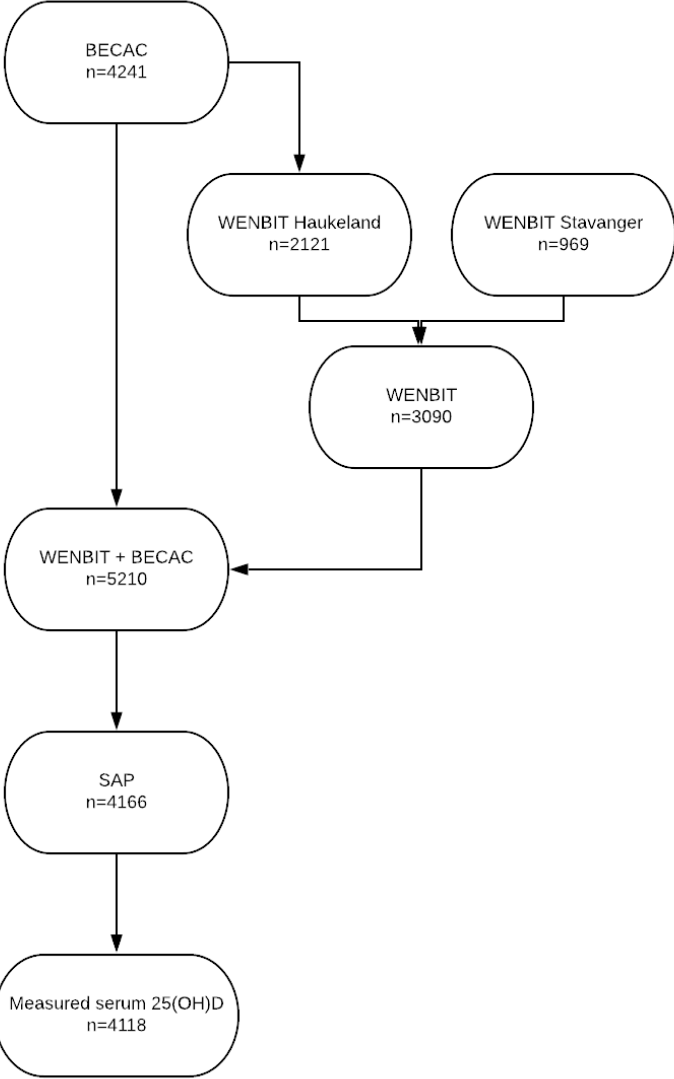 BECAC
n=4241
WENBIT Haukeland
n=2121
WENBIT Stavanger
n=969
WENBIT
n=3090
WENBIT + BECAC
n=5210
SAP
n=4166
Measured serum 25(OH)D
n=4118